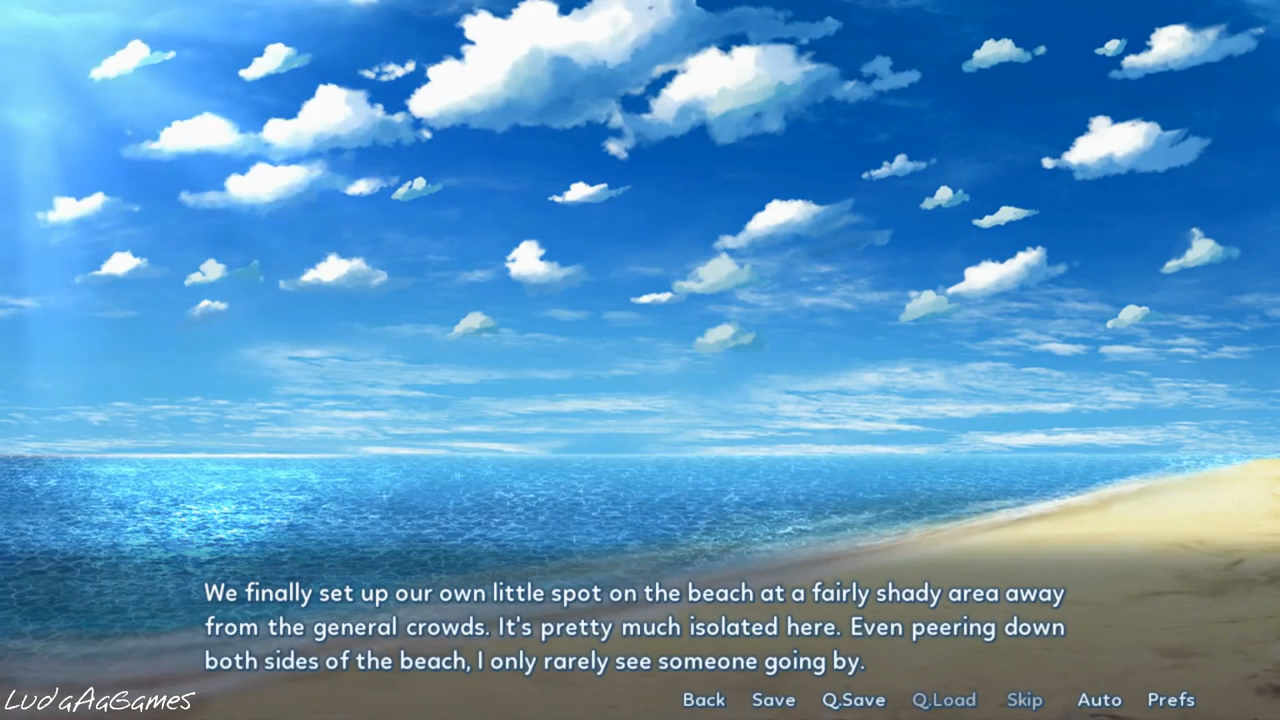 We finally set up our own little spot on the beach at a fairly shady area away
from the general crowds. It's pretty much isolated here. Even peering down
both sides of the beach, I only rarely see someone going by.
Back Save Q.Save Q.Load Skip Auto Prefs
LudaAaGames